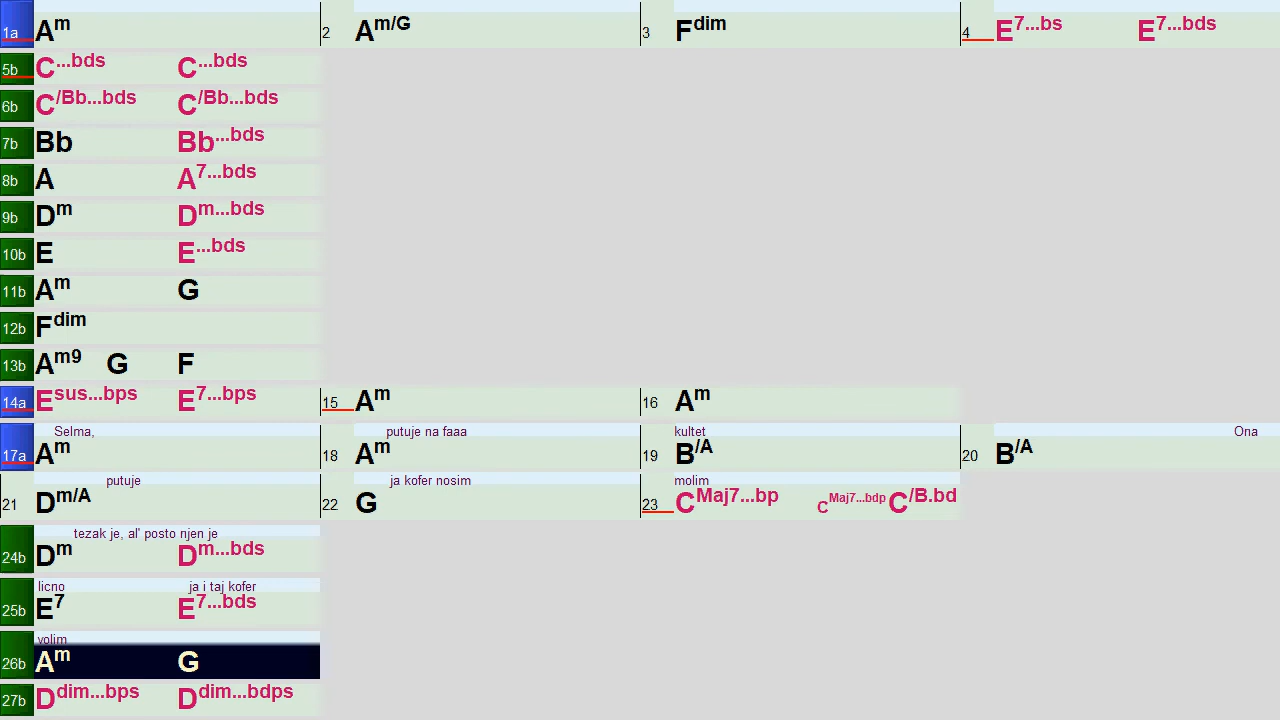 1a Am 2 Am/G 3 Fdim 4 E7...bs E7...bds
5b C...bds C...bds
6b C/Bb...bds C/Bb...bds
7b Bb Bb...bds
8b A A7...bds
9b Dm Dm...bds
10b E E...bds
11b Am G
12b Fdim
13b Am9 G F
14a Esus...bps E7...bps 15 Am 16 Am
Selma, putuje na faaa kultet Ona
17a Am 18 Am 19 B/A 20 B/A
putuje ja kofer nosim molim
21 Dm/A 22 G 23 CMaj7...bp CMaj7...bdp C/B.bd
tezak je, al' posto njen je
24b Dm Dm...bds
licno ja i taj kofer
25b E7 E7...bds
volim
26b Am G
27b Ddim...bps Ddim...bdps